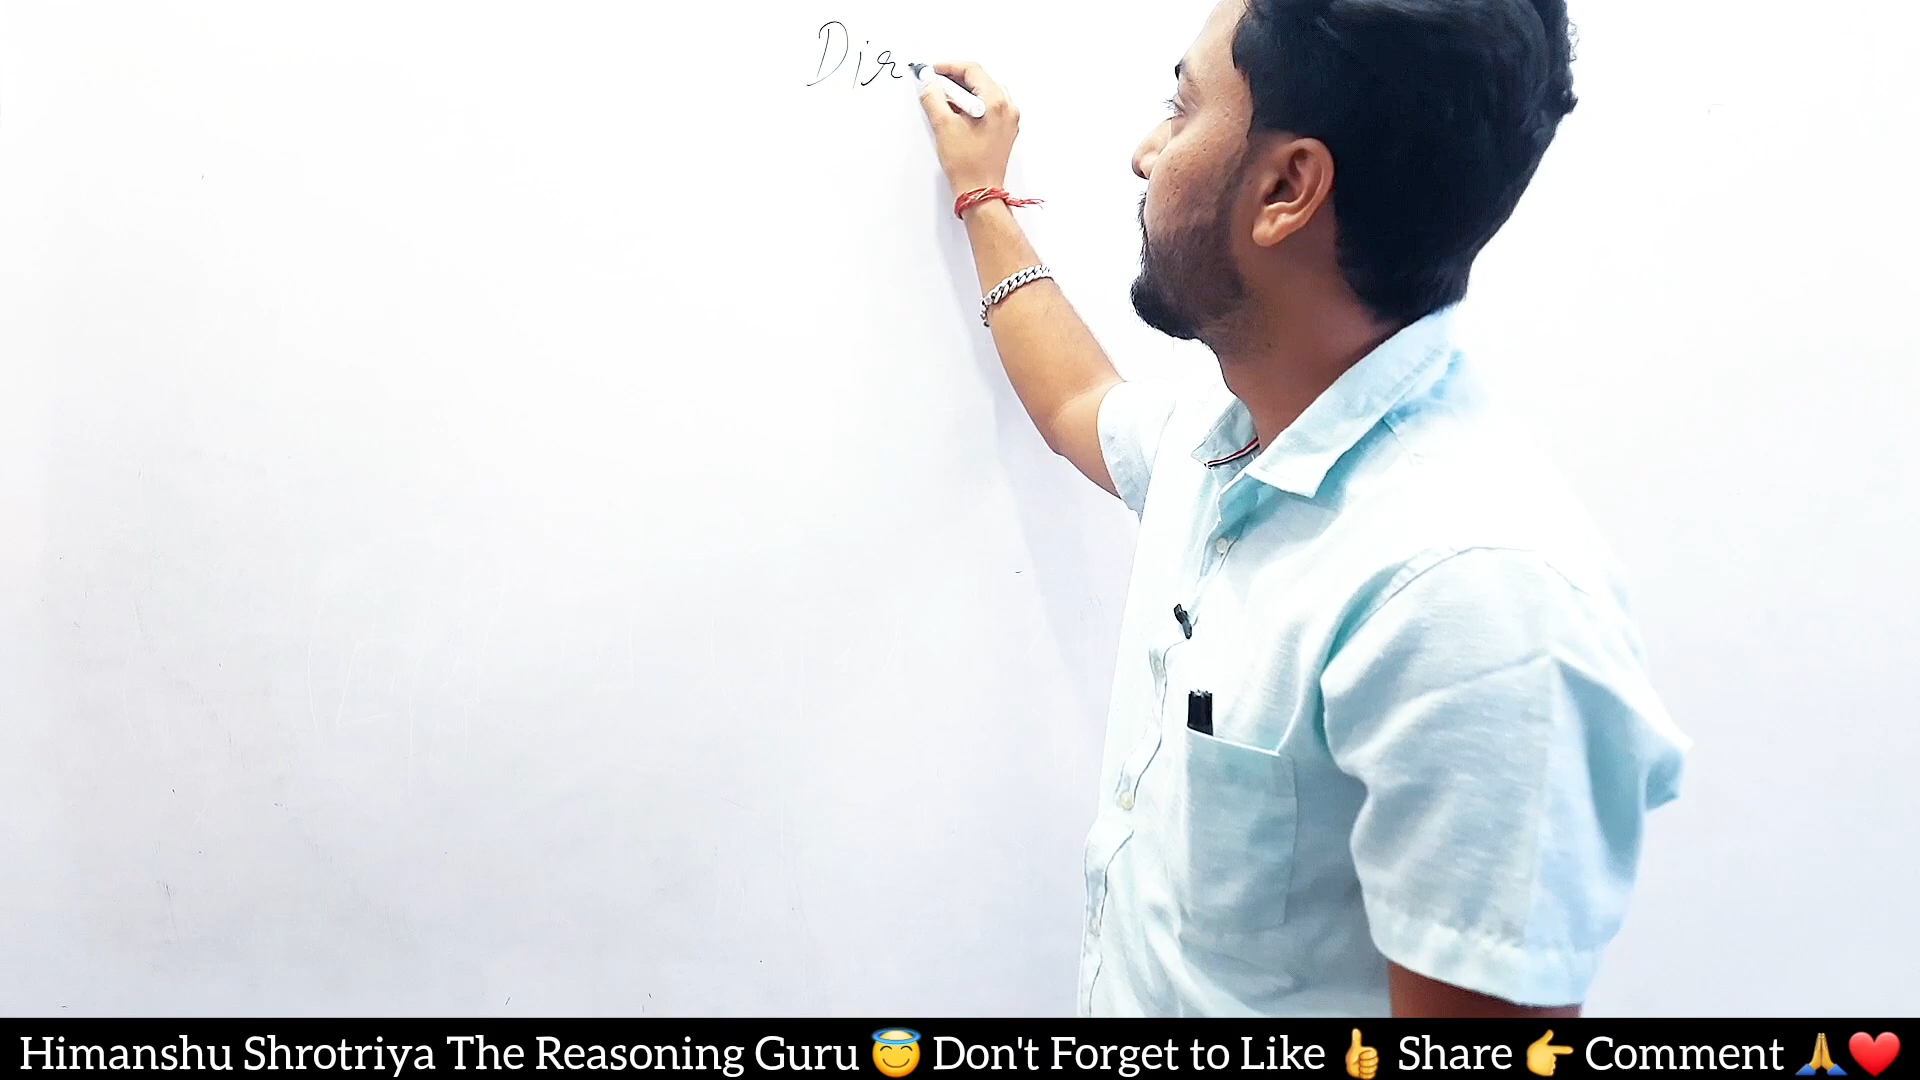 Dir
Himanshu Shrotriya The Reasoning Guru 😇 Don't Forget to Like 👍 Share 👉 Comment 🙏❤️